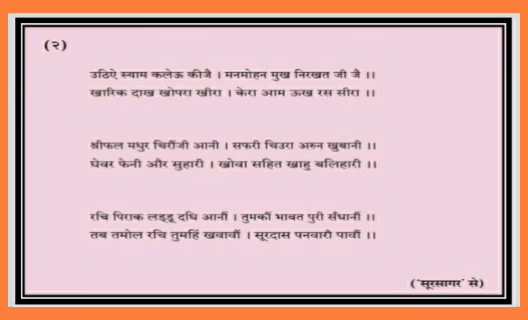 (२)
उठिऐ स्याम कलेऊ कीजै । मनमोहन मुख निरखत जी जै ।।
खारिक दाख खोपरा खीरा । केरा आम ऊख रस सीरा ।।
श्रीफल मधुर चिरौंजी आनी । सफरी चिउरा अरुन खुबानी ।।
घेवर फेनी और सुहारी । खोवा सहित खाहु बलिहारी ।।
रचि पिराक लड्डू दधि आनौं । तुमकौं भावत पुरी सँधानौं ।।
तब तमोल रचि तुमहिं खवावौं । सूरदास पनवारौ पावौं ।।
('सूरसागर' से)